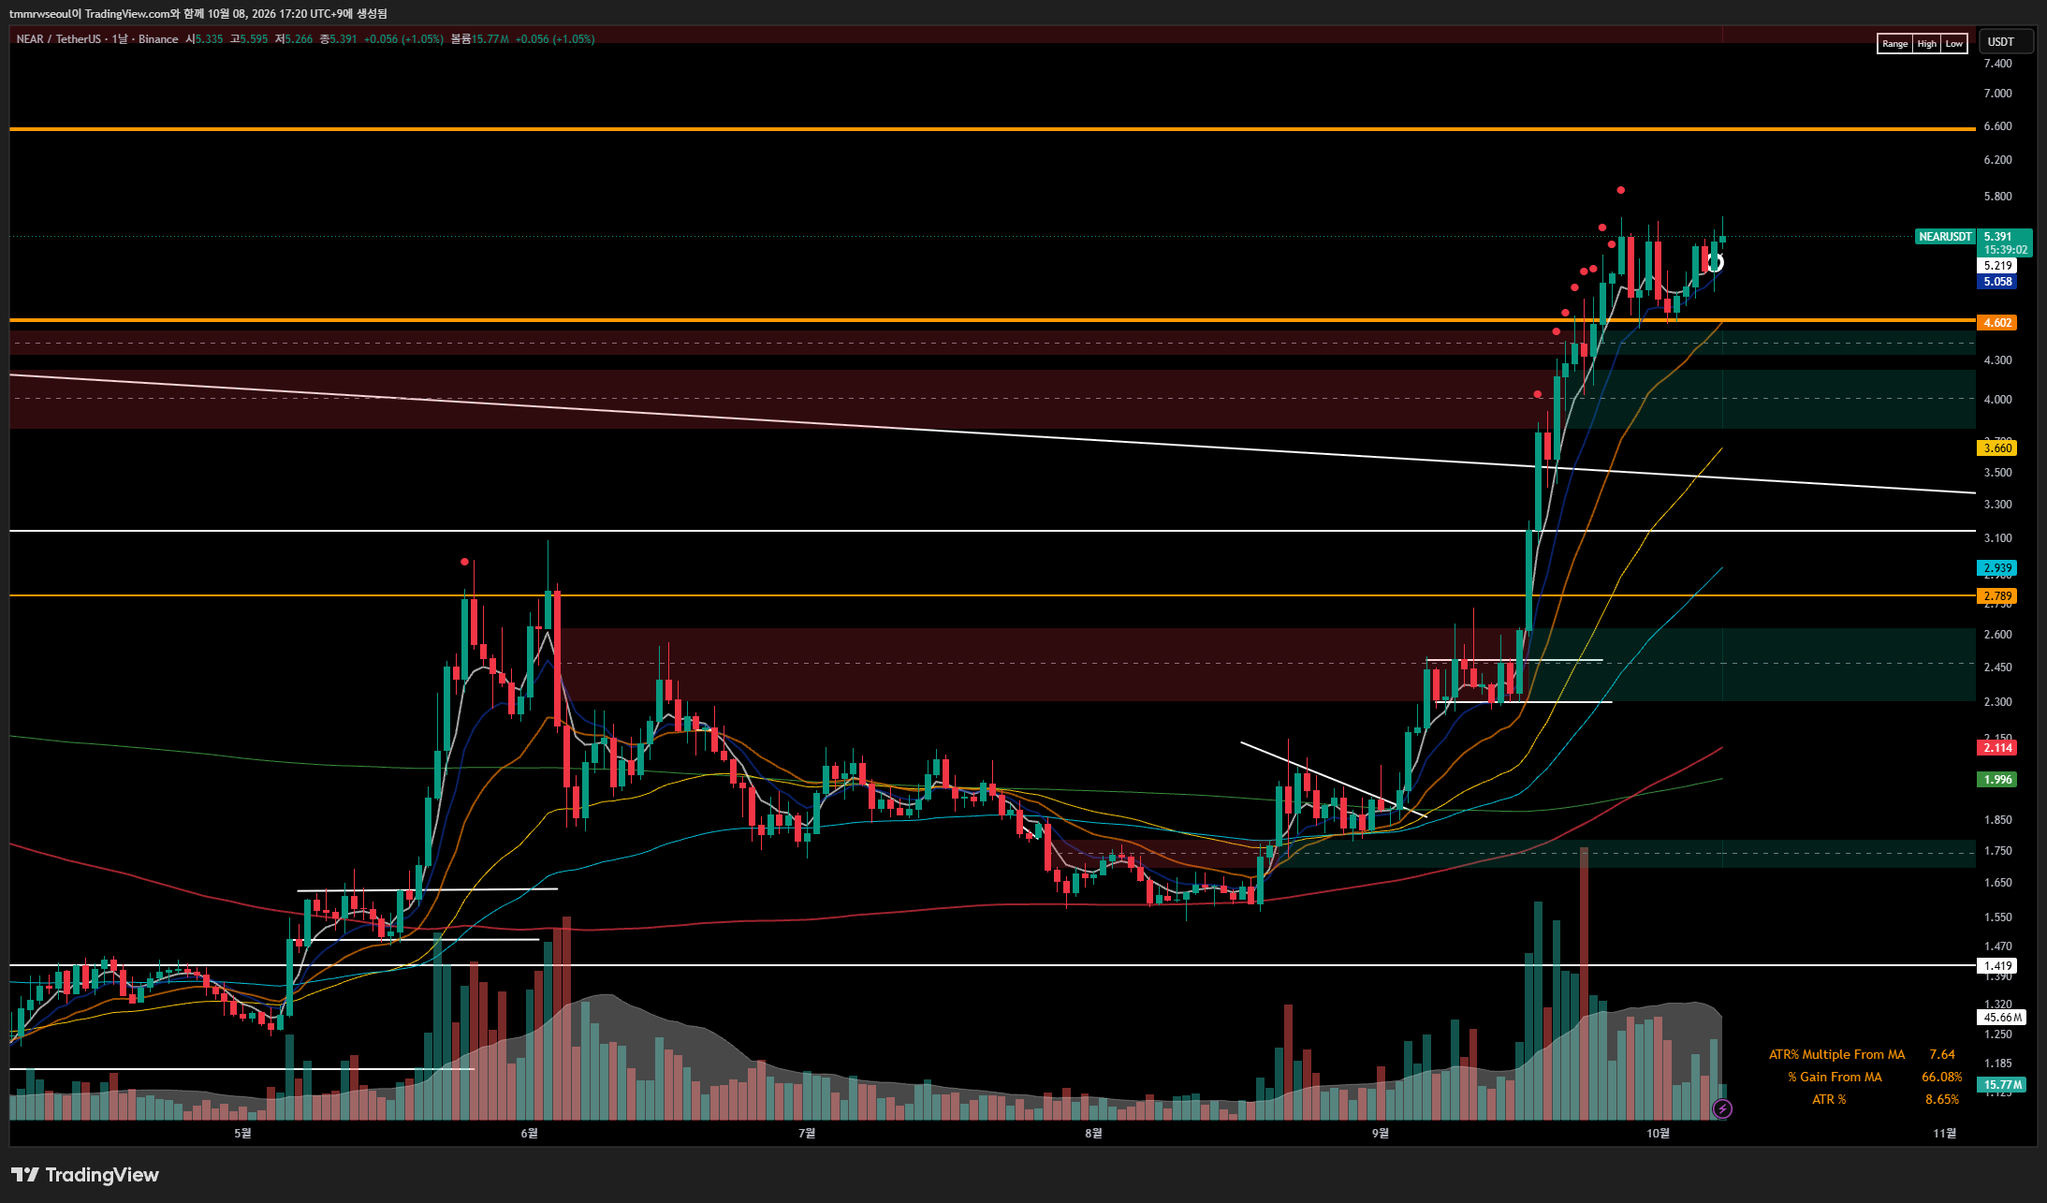 tmmrwseoul이 TradingView.com와 함께 10월 08, 2026 17:20 UTC+9에 생성됨
NEAR / TetherUS · 1날 · Binance 시5.335 고5.595 저5.266 종5.391 +0.056 (+1.05%) 볼륨15.77M +0.056 (+1.05%)
Range High Low
USDT
7.400
7.000
6.600
6.200
5.800
NEARUSDT 5.391
15:39:02
5.219
5.058
4.602
4.300
4.000
3.660
3.500
3.300
3.100
2.939
2.789
2.600
2.450
2.300
2.114
1.996
1.850
1.750
1.650
1.550
1.470
1.419
1.320
45.66M
1.250
ATR% Multiple From MA 7.64
1.185
% Gain From MA 66.08%
15.77M
ATR % 8.65%
5월 6월 7월 8월 9월 10월 11월
TradingView